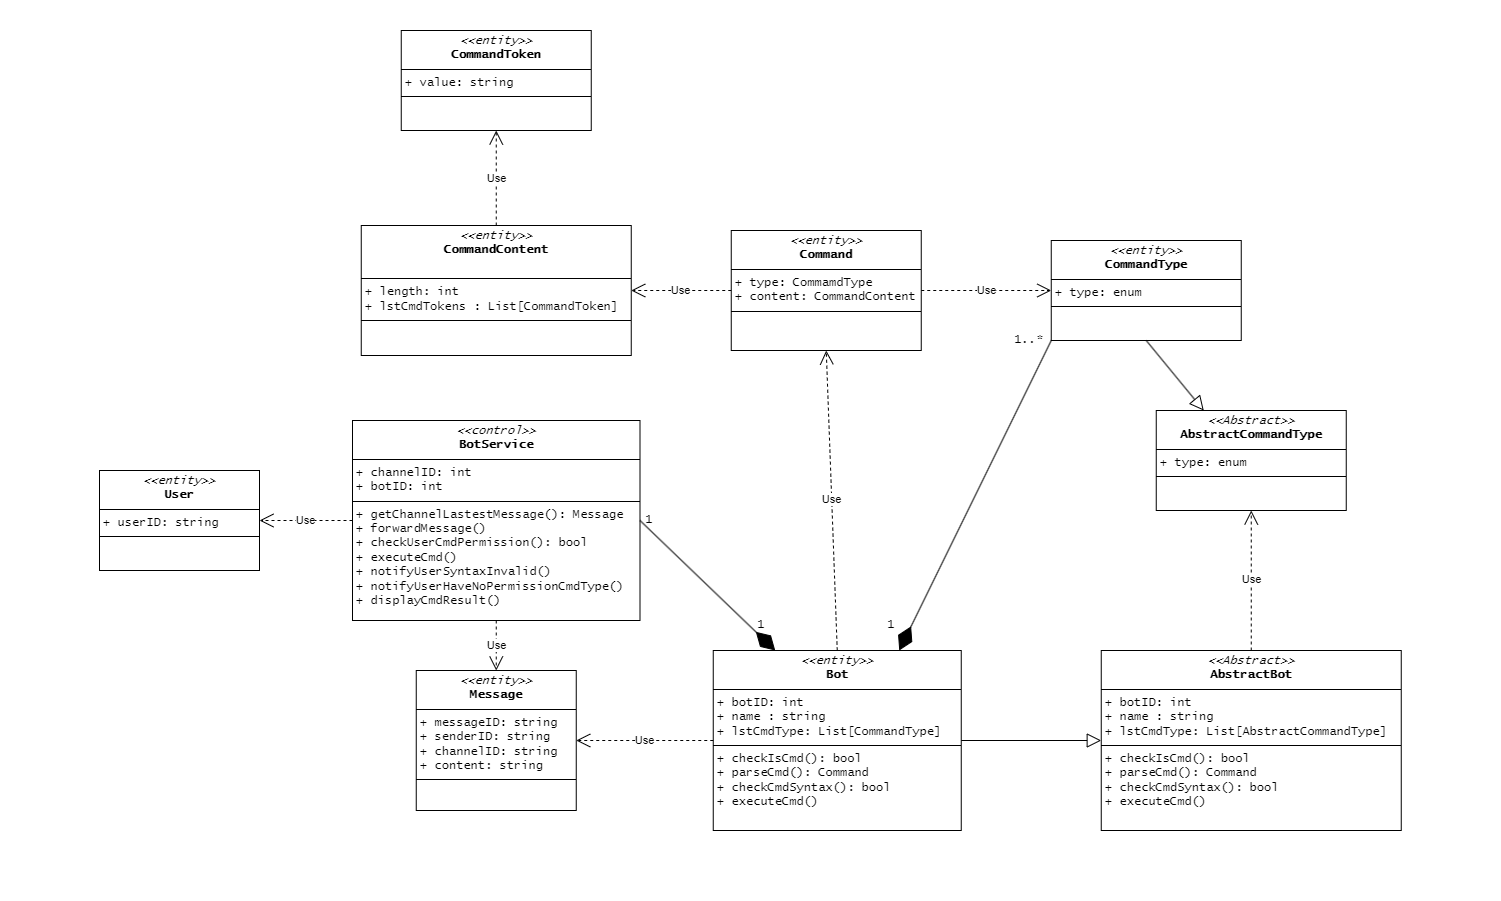 <<entity>>
CommandToken
+ value: string
Use
<<entity>>
CommandContent
+ length: int
+ lstCmdTokens : List[CommandToken]
Use
<<entity>>
Command
+ type: CommamdType
+ content: CommandContent
Use
<<entity>>
CommandType
+ type: enum
1..*
<<Abstract>>
AbstractCommandType
+ type: enum
<<control>>
BotService
+ channelID: int
+ botID: int
+ getChannelLastestMessage(): Message
+ forwardMessage()
+ checkUserCmdPermission(): bool
+ executeCmd()
+ notifyUserSyntaxInvalid()
+ notifyUserHaveNoPermissionCmdType()
+ displayCmdResult()
<<entity>>
User
+ userID: string
Use
1
Use
Use
1
1
Use
<<entity>>
Message
+ messageID: string
+ senderID: string
+ channelID: string
+ content: string
Use
<<entity>>
Bot
+ botID: int
+ name : string
+ lstCmdType: List[CommandType]
+ checkIsCmd(): bool
+ parseCmd(): Command
+ checkCmdSyntax(): bool
+ executeCmd()
<<Abstract>>
AbstractBot
+ botID: int
+ name : string
+ lstCmdType: List[AbstractCommandType]
+ checkIsCmd(): bool
+ parseCmd(): Command
+ checkCmdSyntax(): bool
+ executeCmd()